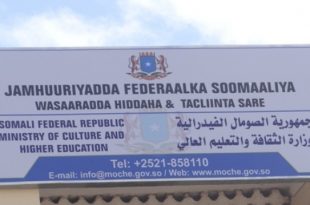 JAMHUURIYADDA FEDERAALKA SOOMAALIYA
WASAARADDA HIDDAHA & TACLIINTA SARE
SOMALI FEDERAL REPUBLIC
MINISTRY OF CULTURE AND
HIGHER EDUCATION
جمهورية الصومال الفيدرالية
وزارة الثقافة والتعليم العالي
Tel: +2521-858110
E-mail: info@moche.gov.so / Web: www.moche.gov.so